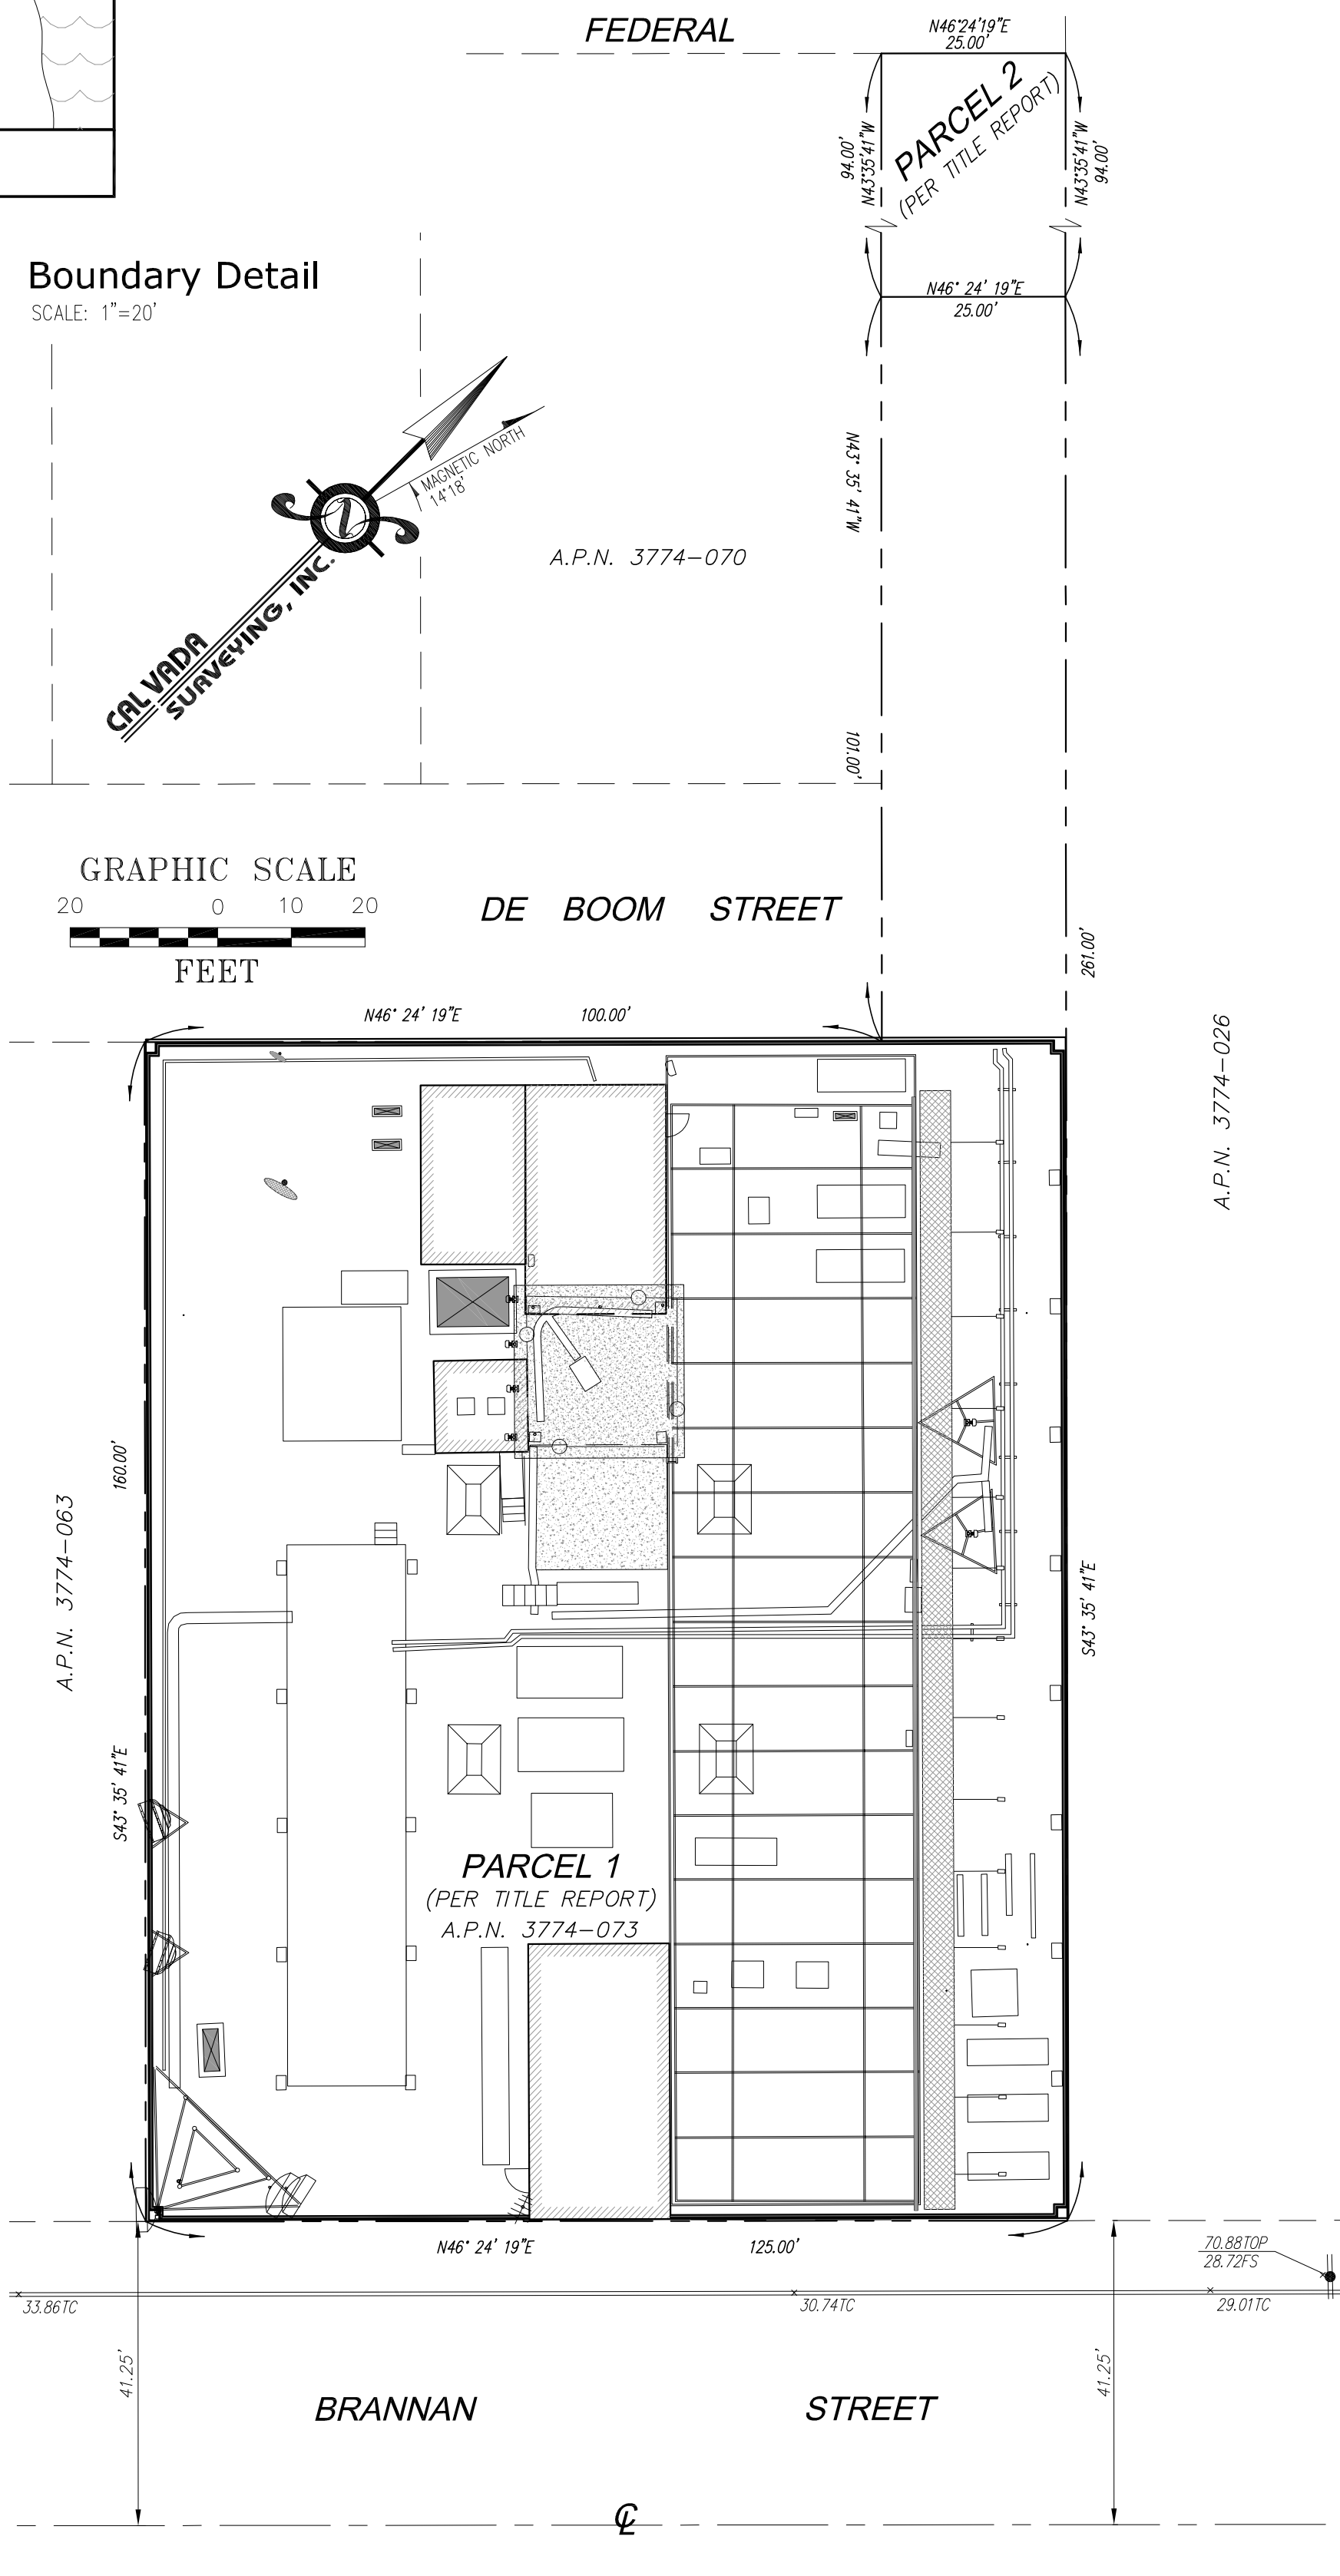 FEDERAL
N46°24'19"E
25.00'
PARCEL 2
(PER TITLE REPORT)
94.00'
N43°35'41"W
N43°35'41"W
94.00'
Boundary Detail
SCALE: 1"=20'
N46° 24' 19"E
25.00'
MAGNETIC NORTH
14°18'
N43° 35' 41"W
A.P.N. 3774-070
CALVADA
SURVEYING, INC.
101.00'
GRAPHIC SCALE
20 0 10 20
FEET
DE BOOM STREET
261.00'
N46° 24' 19"E 100.00'
A.P.N. 3774-026
160.00'
A.P.N. 3774-063
S43° 35' 41"E
S43° 35' 41"E
PARCEL 1
(PER TITLE REPORT)
A.P.N. 3774-073
N46° 24' 19"E 125.00'
70.88TOP
28.72FS
33.86TC
30.74TC
29.01TC
41.25'
41.25'
BRANNAN STREET
CL